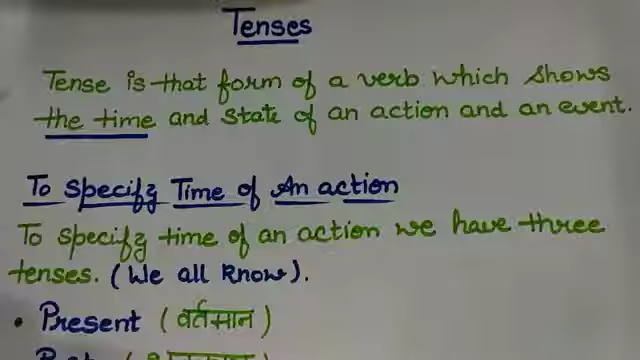 Tenses
Tense is that form of a verb which shows
the time and state of an action and an event.
To specify Time of An action
To specify time of an action we have three
tenses. (We all know).
• Present (वर्तमान)